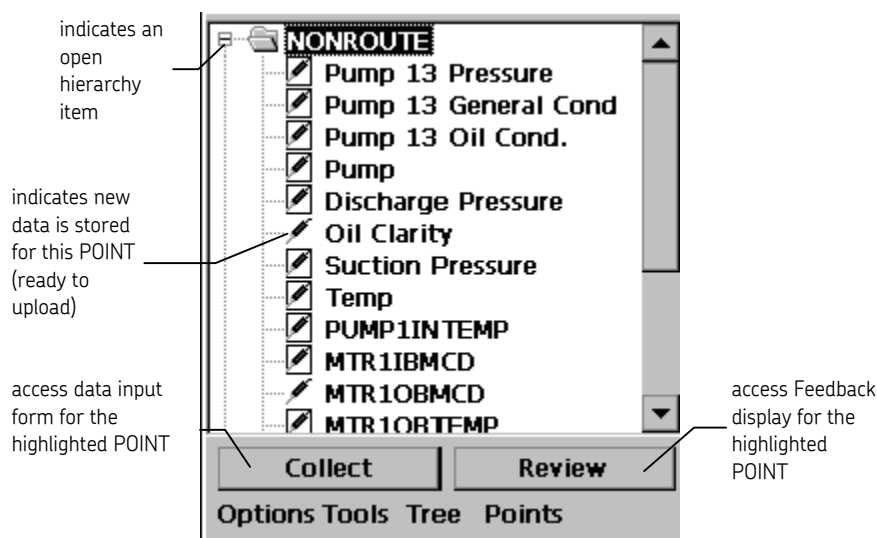 indicates an
open
hierarchy
item
indicates new
data is stored
for this POINT
(ready to
upload)
access data input
form for the
highlighted POINT
NONROUTE
Pump 13 Pressure
Pump 13 General Cond
Pump 13 Oil Cond.
Pump
Discharge Pressure
Oil Clarity
Suction Pressure
Temp
PUMP1INTEMP
MTR1IBMCD
MTR1OBMCD
MTR1OBTEMP
Collect
Review
Options Tools Tree Points
access Feedback
display for the
highlighted
POINT